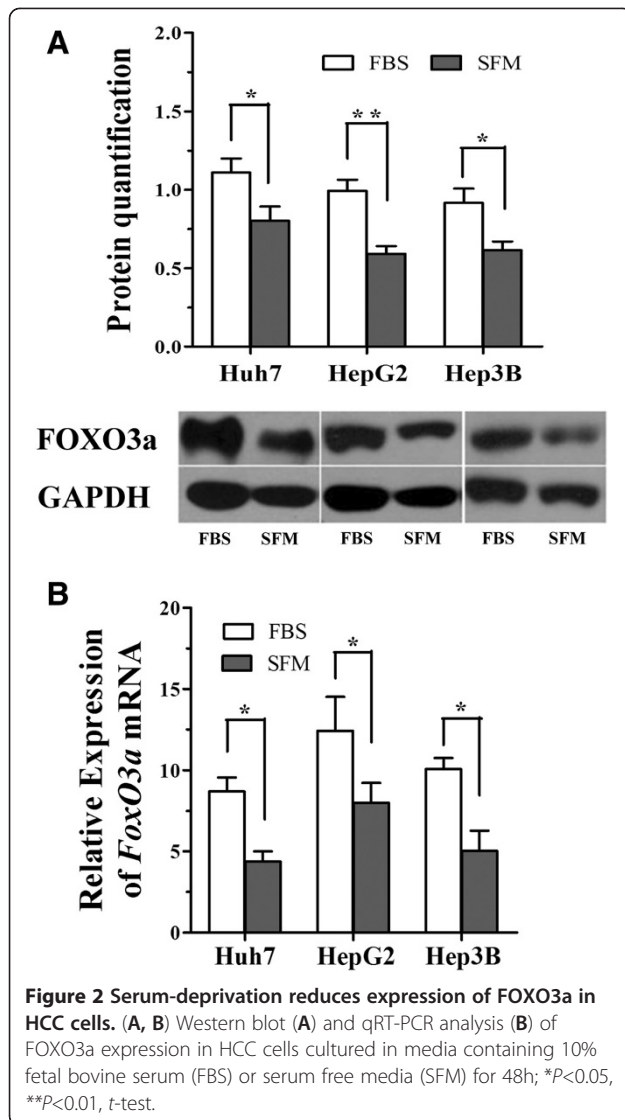 A
Protein quantification
2.0
1.5
1.0
0.5
0.0
FBS SFM
* ** *
Huh7 HepG2 Hep3B
FOXO3a
GAPDH
FBS SFM FBS SFM FBS SFM
B
Relative Expression
of FoxO3a mRNA
20
15
10
5
0
FBS
SFM
* * *
Huh7 HepG2 Hep3B
Figure 2 Serum-deprivation reduces expression of FOXO3a in
HCC cells. (A, B) Western blot (A) and qRT-PCR analysis (B) of
FOXO3a expression in HCC cells cultured in media containing 10%
fetal bovine serum (FBS) or serum free media (SFM) for 48h; *P<0.05,
**P<0.01, t-test.